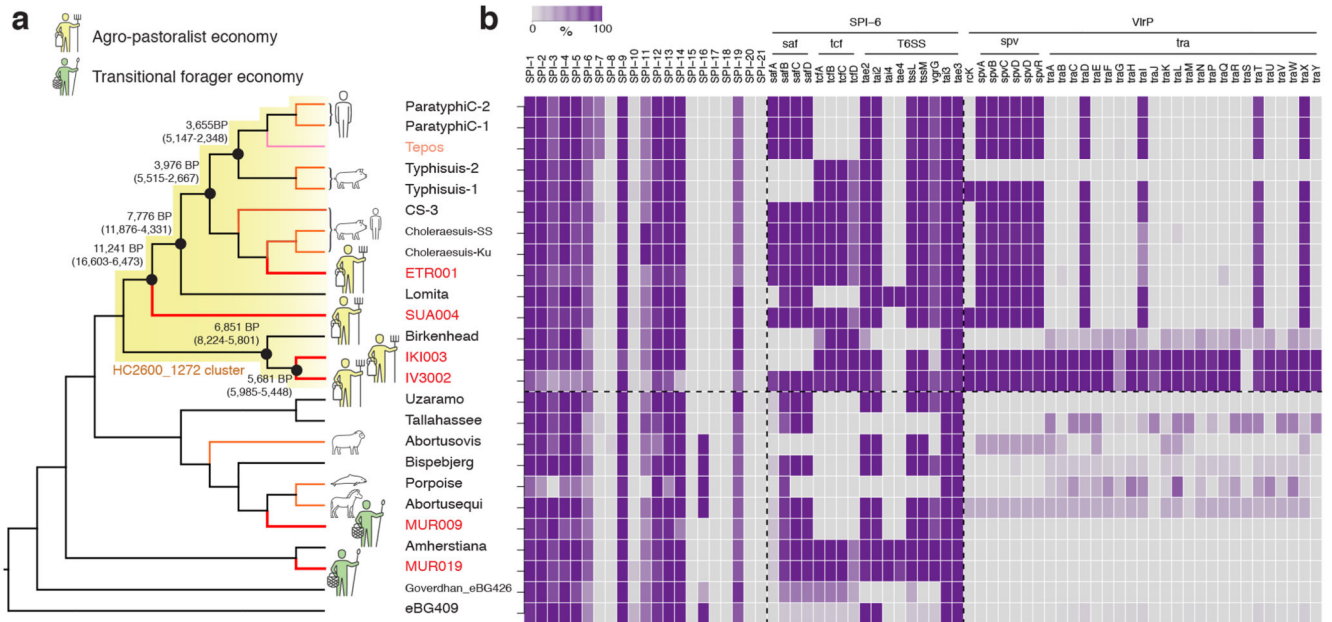 a
Agro-pastoralist economy
Transitional forager economy
3,655BP
(5,147-2,348)
3,976 BP
(5,515-2,667)
7,776 BP
(11,876-4,331)
11,241 BP
(16,603-6,473)
6,851 BP
(8,224-5,801)
HC2600_1272 cluster
5,681 BP
(5,985-5,448)
ParatyphiC-2
ParatyphiC-1
Tepos
Typhisuis-2
Typhisuis-1
CS-3
Choleraesuis-SS
Choleraesuis-Ku
ETR001
Lomita
SUA004
Birkenhead
IKI003
IV3002
Uzaramo
Tallahassee
Abortusovis
Bispebjerg
Porpoise
Abortusequi
MUR009
Amherstiana
MUR019
Goverdhan_eBG426
eBG409
b
0 % 100
SPI-6 VirP
saf tcf T6SS spv tra
SPI-1 SPI-2 SPI-3 SPI-4 SPI-5 SPI-6 SPI-7 SPI-8 SPI-9 SPI-10 SPI-11 SPI-12 SPI-13 SPI-14 SPI-15 SPI-16 SPI-17 SPI-18 SPI-19 SPI-20 SPI-21 safA safB safC safD tcfA tcfB tcfC tcfD tae2 tai2 tai4 tae4 tssL tssM vgrG tai3 tae3 rcK spvA spvB spvC spvD spvD spvR traA traB traC traD traE traF traG traH traI traJ traK traL traM traN traP traQ traR traS traT traU traV traW traX traY